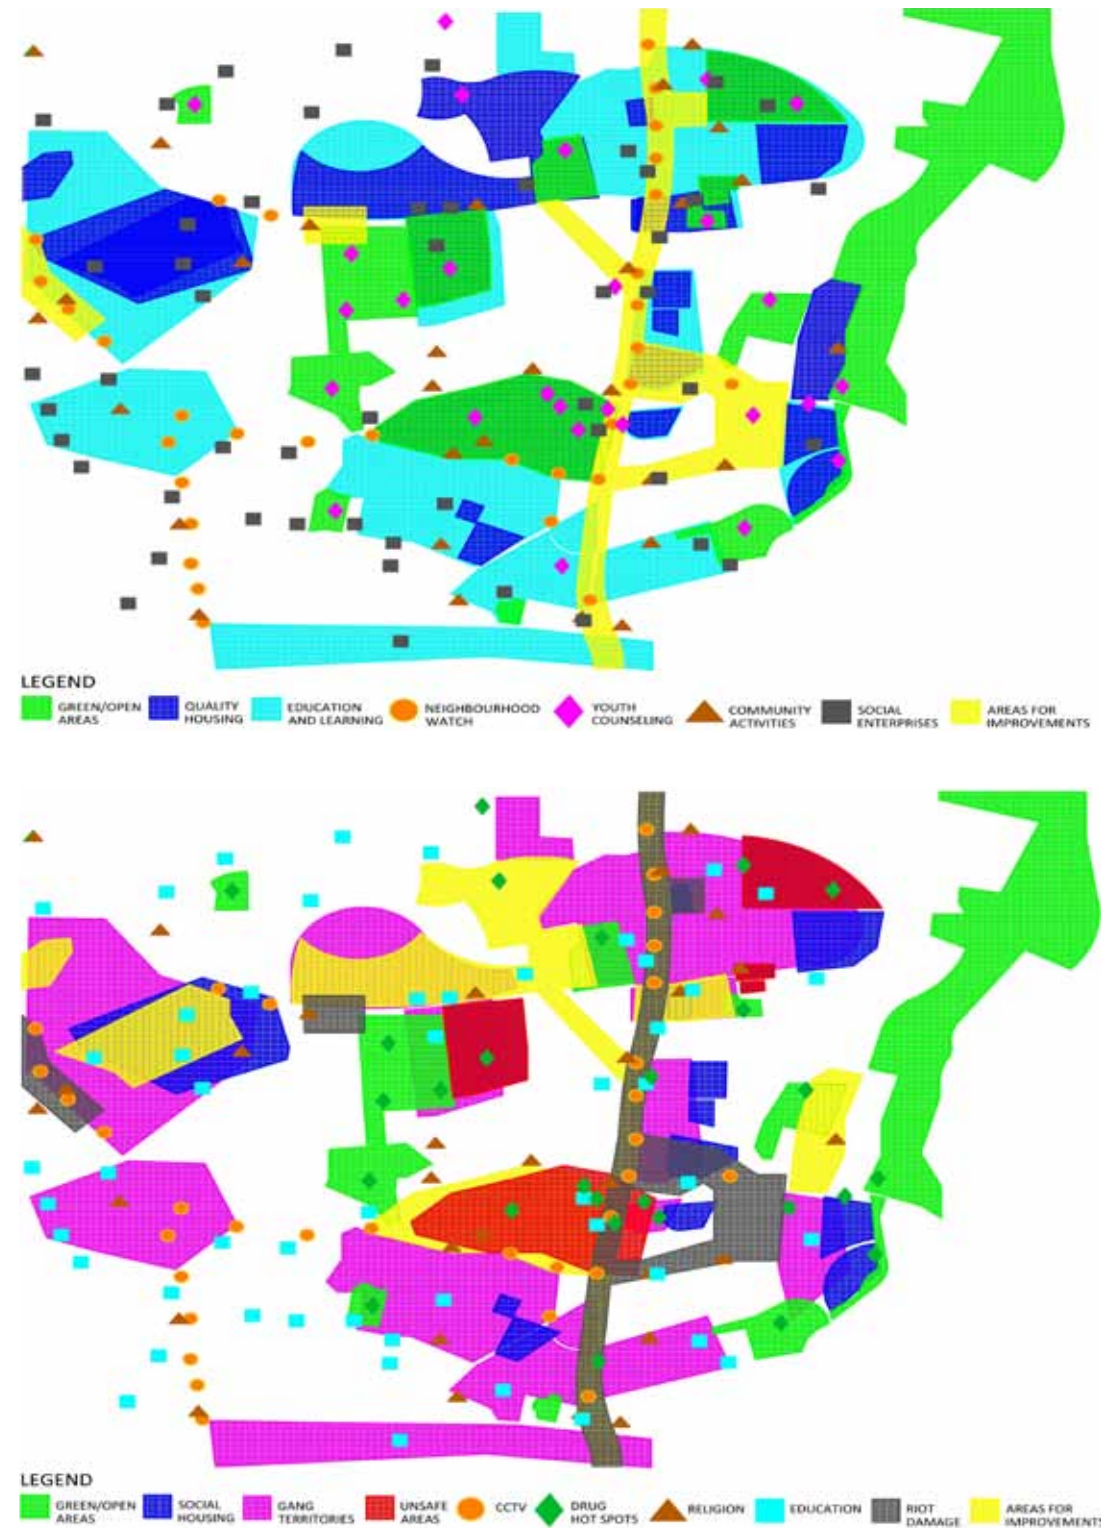 LEGEND
GREEN/OPEN AREAS
QUALITY HOUSING
EDUCATION AND LEARNING
NEIGHBOURHOOD WATCH
YOUTH COUNSELING
COMMUNITY ACTIVITIES
SOCIAL ENTERPRISES
AREAS FOR IMPROVEMENTS
LEGEND
GREEN/OPEN AREAS
SOCIAL HOUSING
GANG TERRITORIES
UNSAFE AREAS
CCTV
DRUG HOT SPOTS
RELIGION
EDUCATION
RIOT DAMAGE
AREAS FOR IMPROVEMENTS